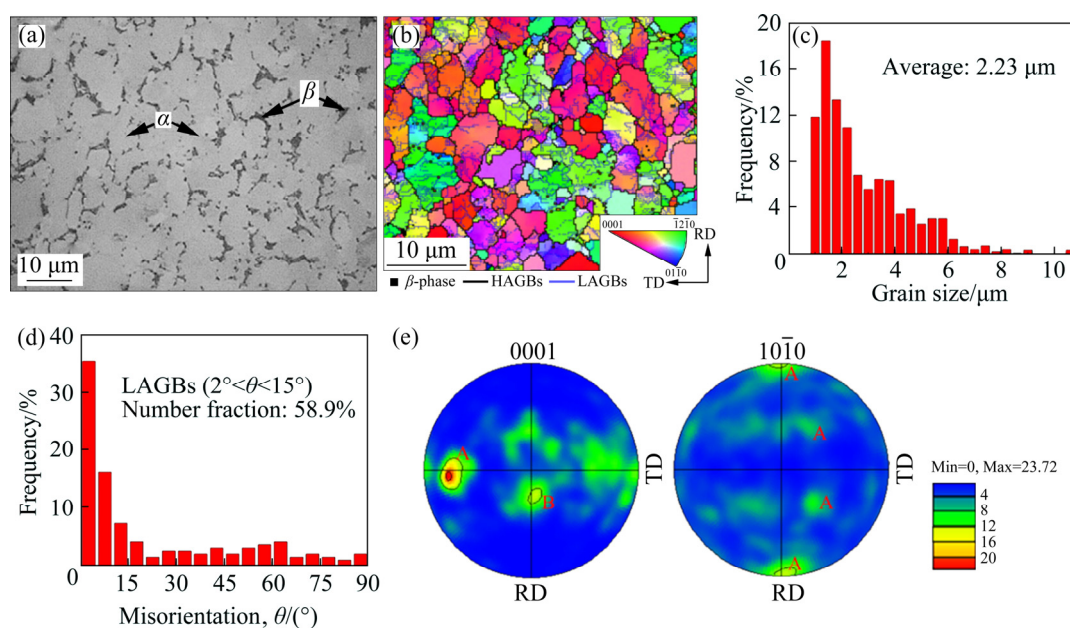 (a)
α
β
10 μm
(b)
10 μm
0001
1̅21̅0
011̅0
RD
TD
■ β-phase — HAGBs — LAGBs
(c)
Average: 2.23 μm
Frequency/%
20
16
12
8
4
0
2
4
6
8
10
Grain size/μm
(d)
LAGBs (2°<θ<15°)
Number fraction: 58.9%
Frequency/%
40
30
20
10
0
15
30
45
60
75
90
Misorientation, θ/(°)
(e)
0001
A
B
TD
RD
101̅0
A
A
A
A
TD
RD
Min=0, Max=23.72
4
8
12
16
20